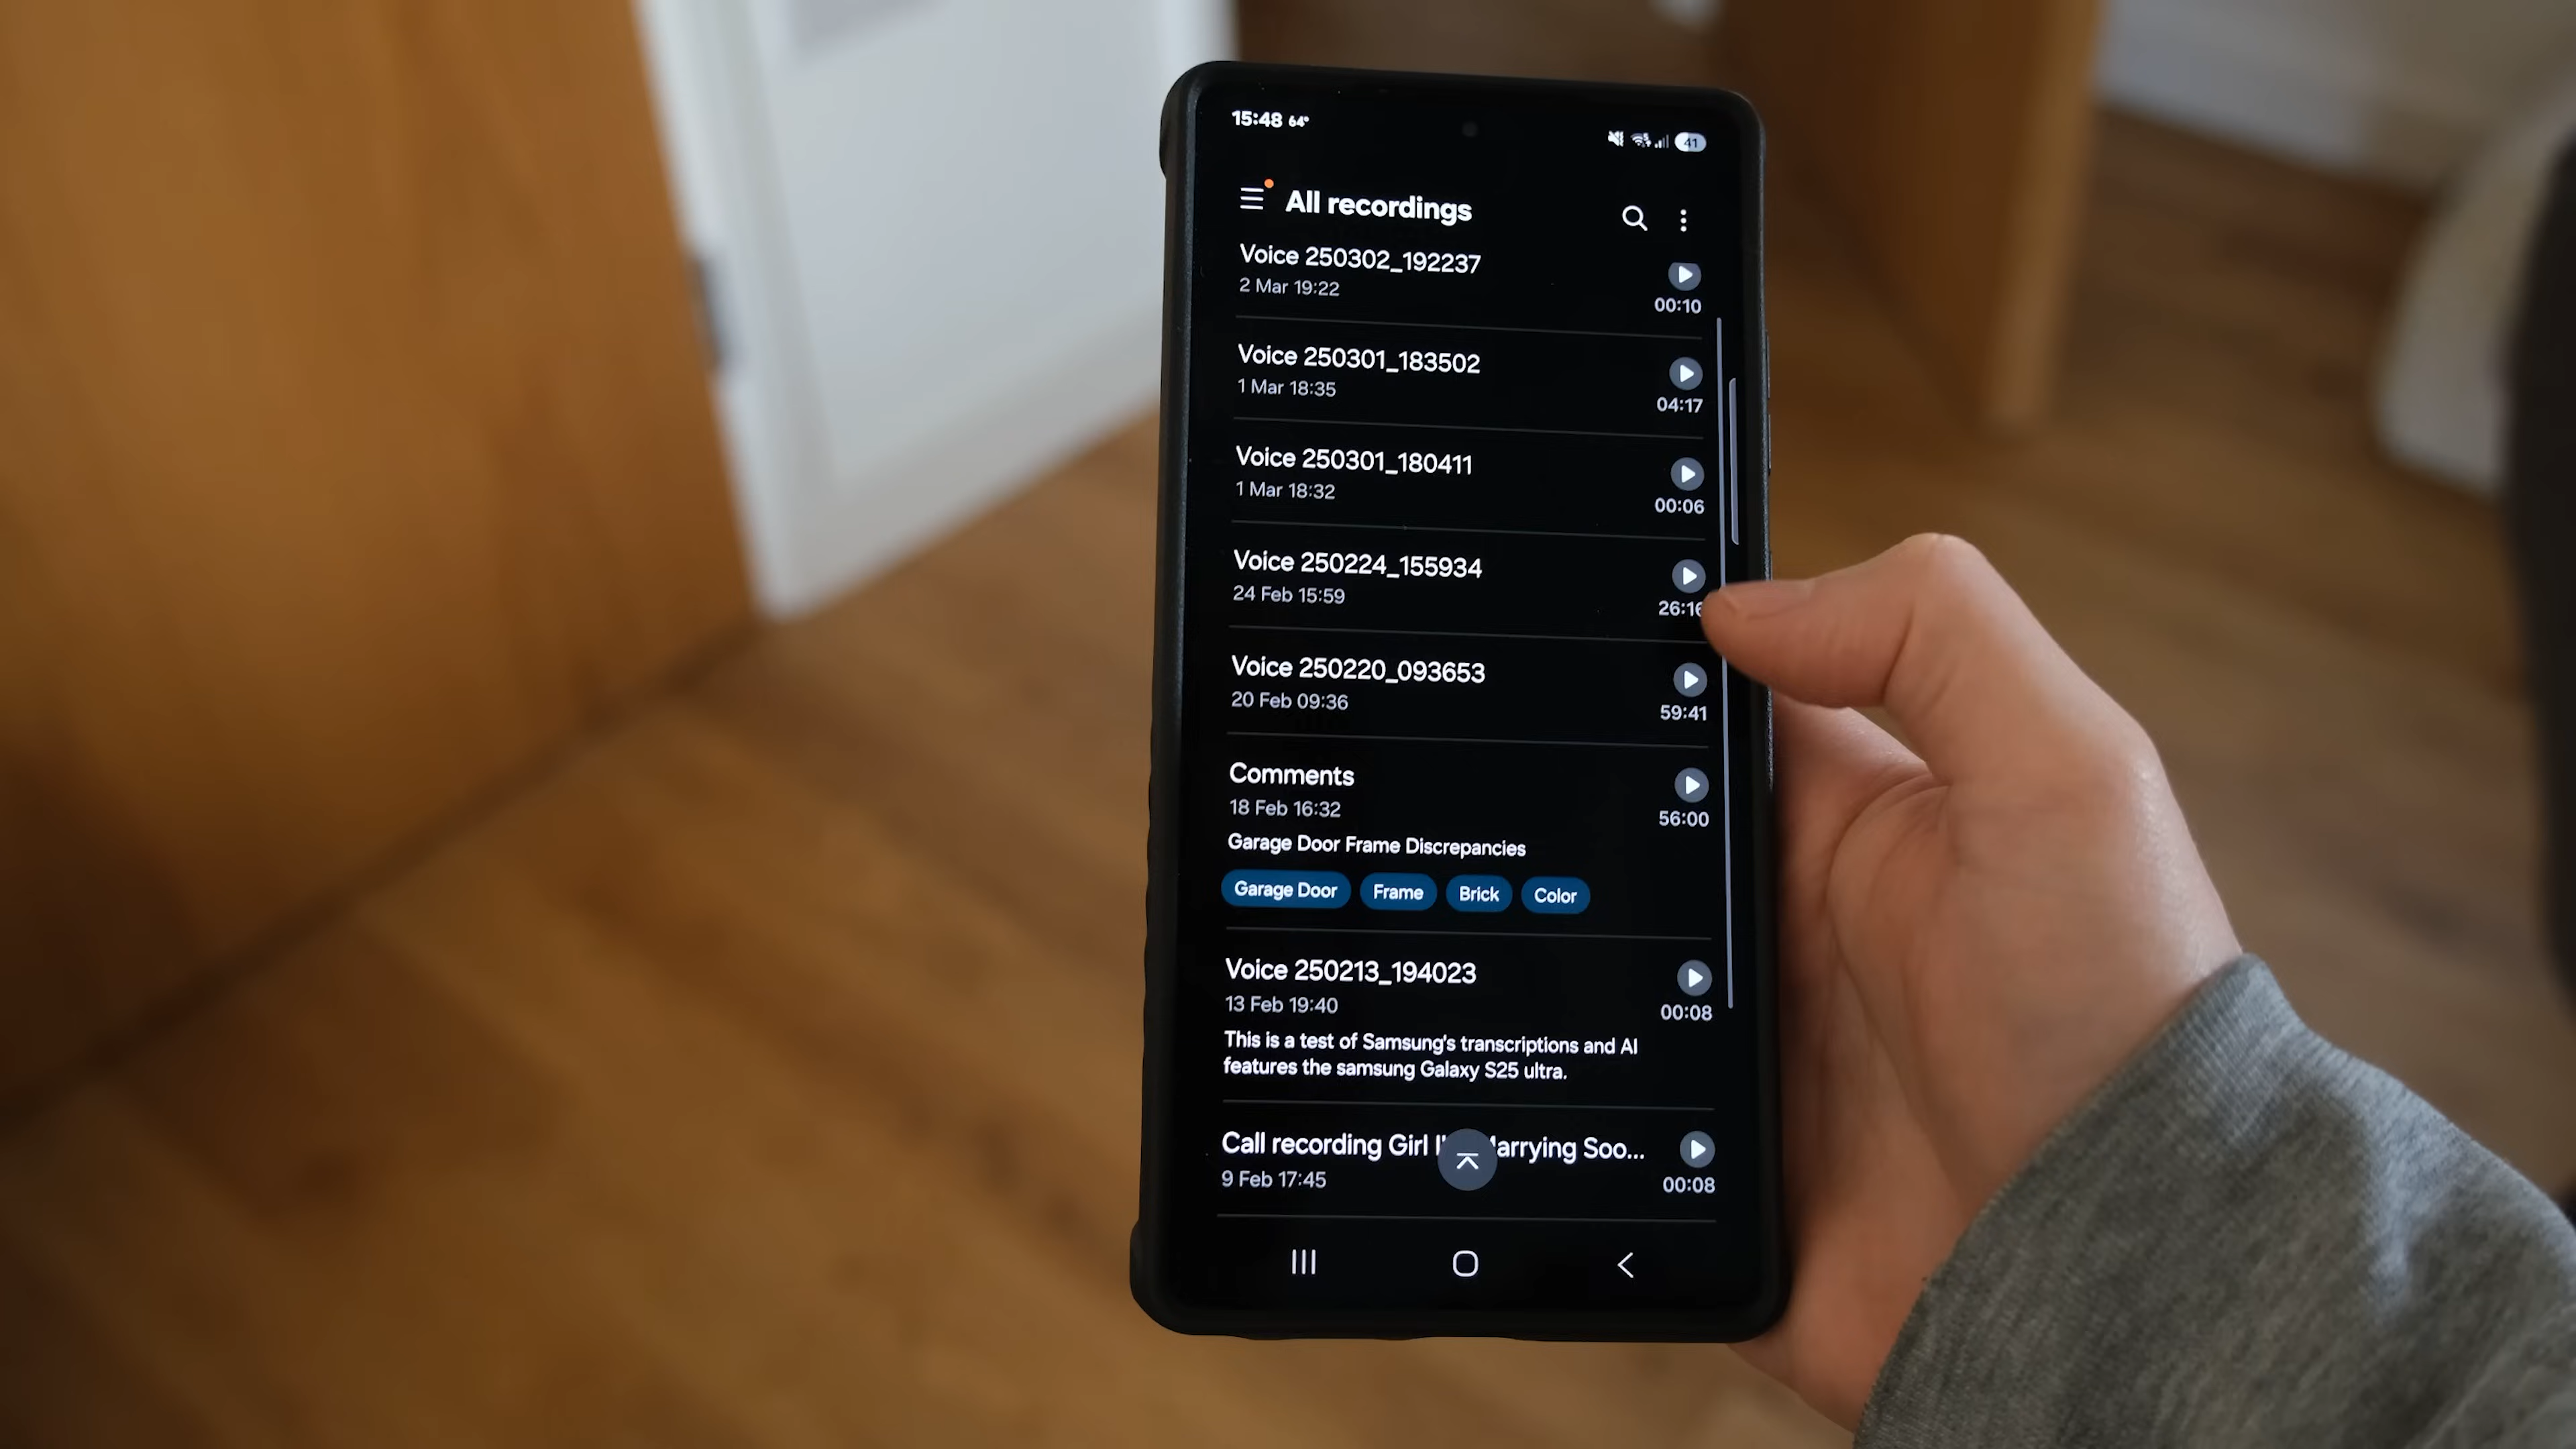 15:48 64°
41
All recordings
Voice 250302_192237
2 Mar 19:22
00:10
Voice 250301_183502
1 Mar 18:35
04:17
Voice 250301_180411
1 Mar 18:32
00:06
Voice 250224_155934
24 Feb 15:59
26:16
Voice 250220_093653
20 Feb 09:36
59:41
Comments
18 Feb 16:32
56:00
Garage Door Frame Discrepancies
Garage Door Frame Brick Color
Voice 250213_194023
13 Feb 19:40
00:08
This is a test of Samsung's transcriptions and AI
features the samsung Galaxy S25 ultra.
Call recording Girl Soo...
9 Feb 17:45
00:08